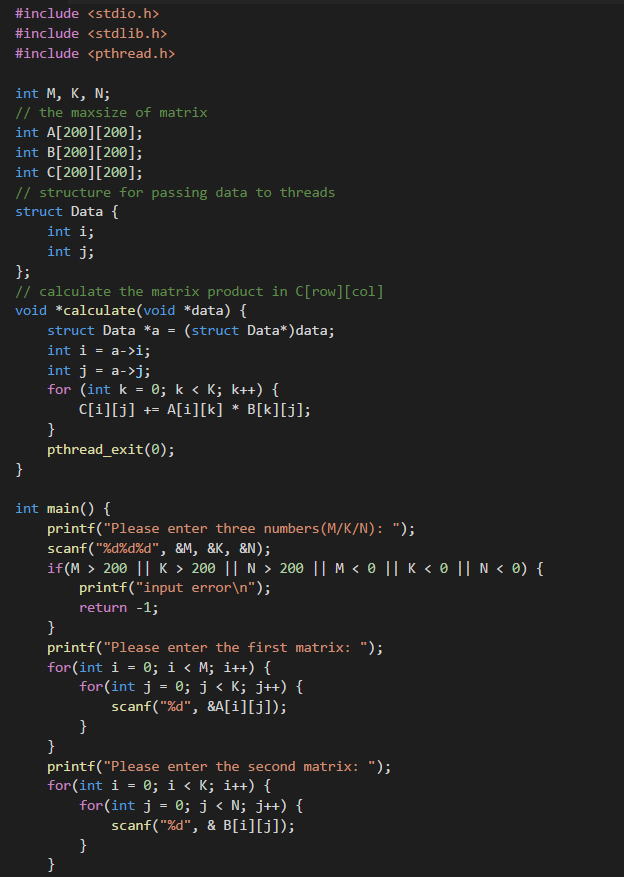 #include <stdio.h>
#include <stdlib.h>
#include <pthread.h>

int M, K, N;
// the maxsize of matrix
int A[200][200];
int B[200][200];
int C[200][200];
// structure for passing data to threads
struct Data {
    int i;
    int j;
};
// calculate the matrix product in C[row][col]
void *calculate(void *data) {
    struct Data *a = (struct Data*)data;
    int i = a->i;
    int j = a->j;
    for (int k = 0; k < K; k++) {
        C[i][j] += A[i][k] * B[k][j];
    }
    pthread_exit(0);
}

int main() {
    printf("Please enter three numbers(M/K/N): ");
    scanf("%d%d%d", &M, &K, &N);
    if(M > 200 || K > 200 || N > 200 || M < 0 || K < 0 || N < 0) {
        printf("input error\n");
        return -1;
    }
    printf("Please enter the first matrix: ");
    for(int i = 0; i < M; i++) {
        for(int j = 0; j < K; j++) {
            scanf("%d", &A[i][j]);
        }
    }
    printf("Please enter the second matrix: ");
    for(int i = 0; i < K; i++) {
        for(int j = 0; j < N; j++) {
            scanf("%d", & B[i][j]);
        }
    }